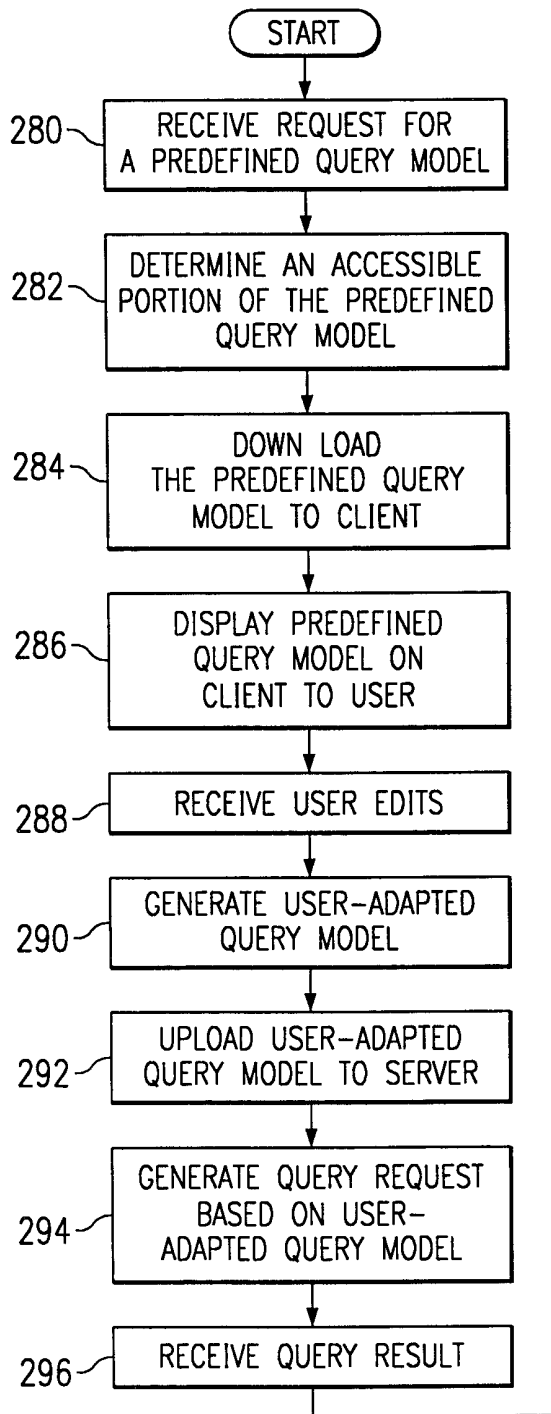 START
280
RECEIVE REQUEST FOR
A PREDEFINED QUERY MODEL
282
DETERMINE AN ACCESSIBLE
PORTION OF THE PREDEFINED
QUERY MODEL
284
DOWN LOAD
THE PREDEFINED QUERY
MODEL TO CLIENT
286
DISPLAY PREDEFINED
QUERY MODEL ON
CLIENT TO USER
288
RECEIVE USER EDITS
290
GENERATE USER-ADAPTED
QUERY MODEL
292
UPLOAD USER-ADAPTED
QUERY MODEL TO SERVER
294
GENERATE QUERY REQUEST
BASED ON USER-
ADAPTED QUERY MODEL
296
RECEIVE QUERY RESULT